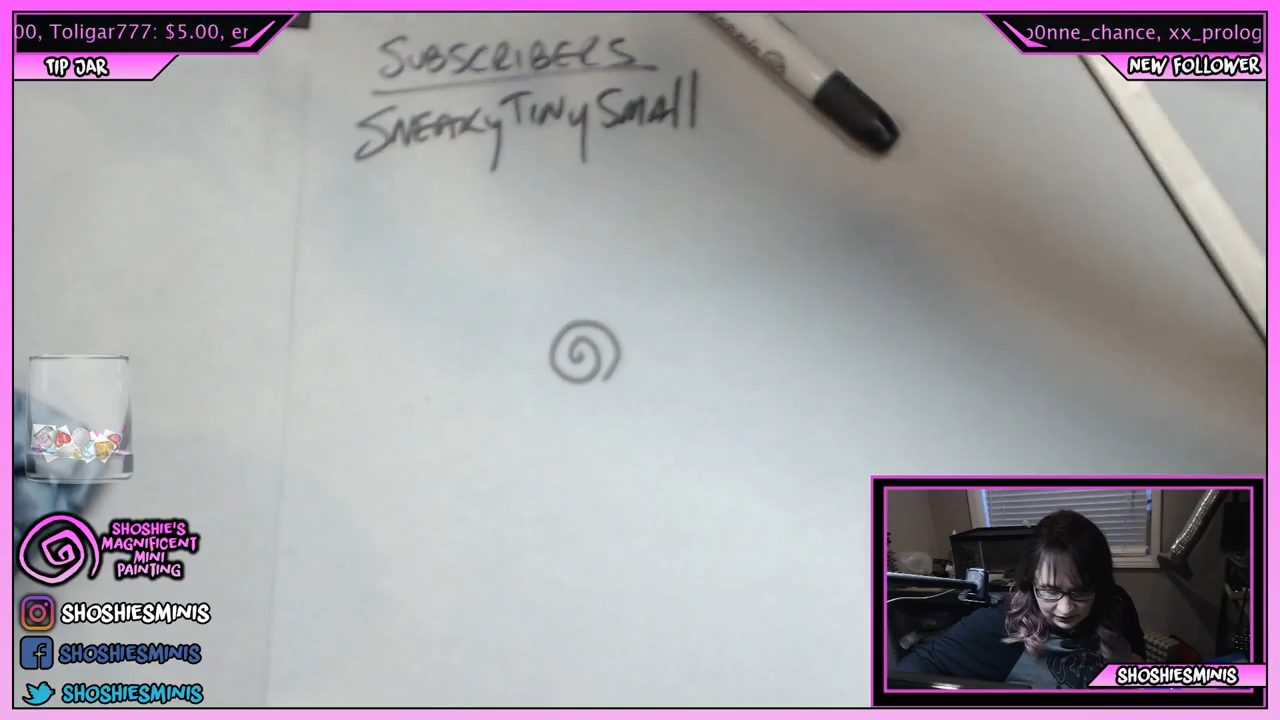 00, Toligar777: $5.00, er
TIP JAR
o0nne_chance, xx_prolog
NEW FOLLOWER
SUBSCRIBERS
SNEAKyTINySMAll
SHOSHIE'S
MAGNIFICENT
MINI
PAINTING
SHOSHIESMINIS
SHOSHIESMINIS
SHOSHIESMINIS
SHOSHIESMINIS